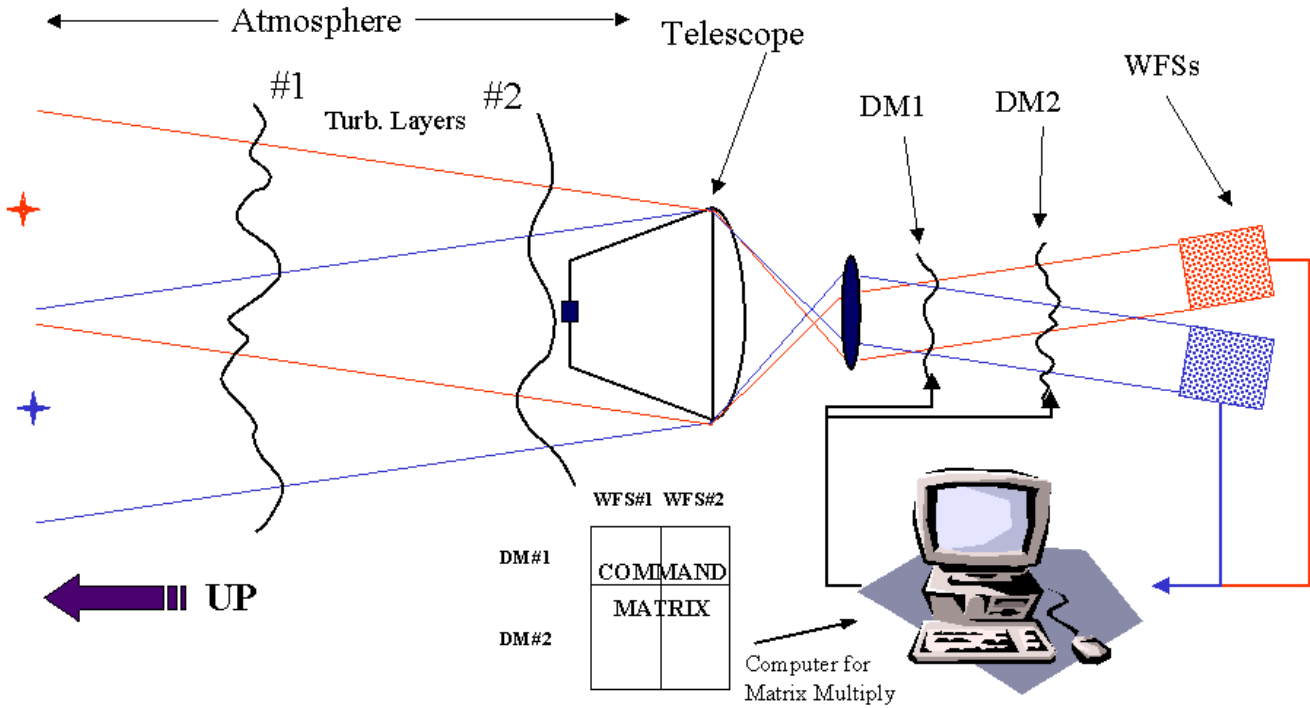 Atmosphere
Telescope
WFSs
#1
#2
DM1
DM2
Turb. Layers
WFS#1 WFS#2
DM#1
COMMAND
MATRIX
DM#2
UP
Computer for
Matrix Multiply